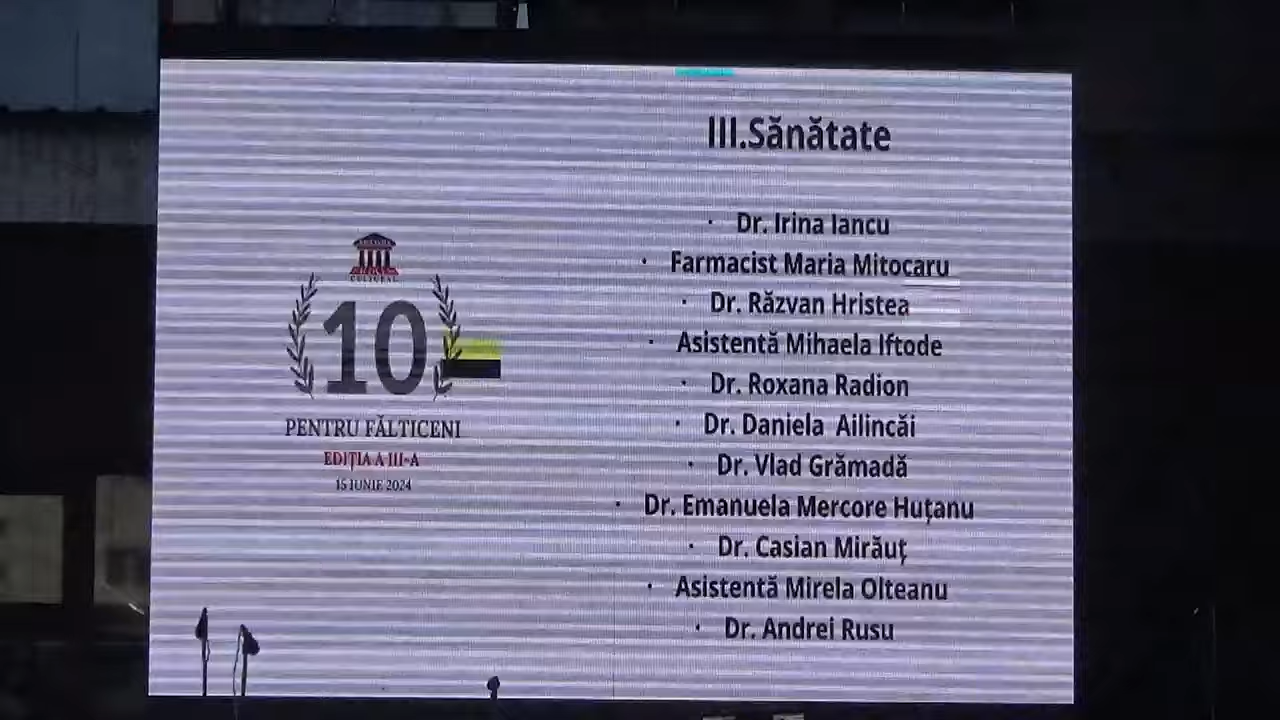 CULTURAL
10
PENTRU FĂLTICENI
EDIȚIA A III-A
15 IUNIE 2024
III.Sănătate
· Dr. Irina Iancu
· Farmacist Maria Mitocaru
· Dr. Răzvan Hristea
· Asistentă Mihaela Iftode
· Dr. Roxana Radion
· Dr. Daniela Ailincăi
· Dr. Vlad Grămadă
· Dr. Emanuela Mercore Huțanu
· Dr. Casian Mirăuț
· Asistentă Mirela Olteanu
· Dr. Andrei Rusu